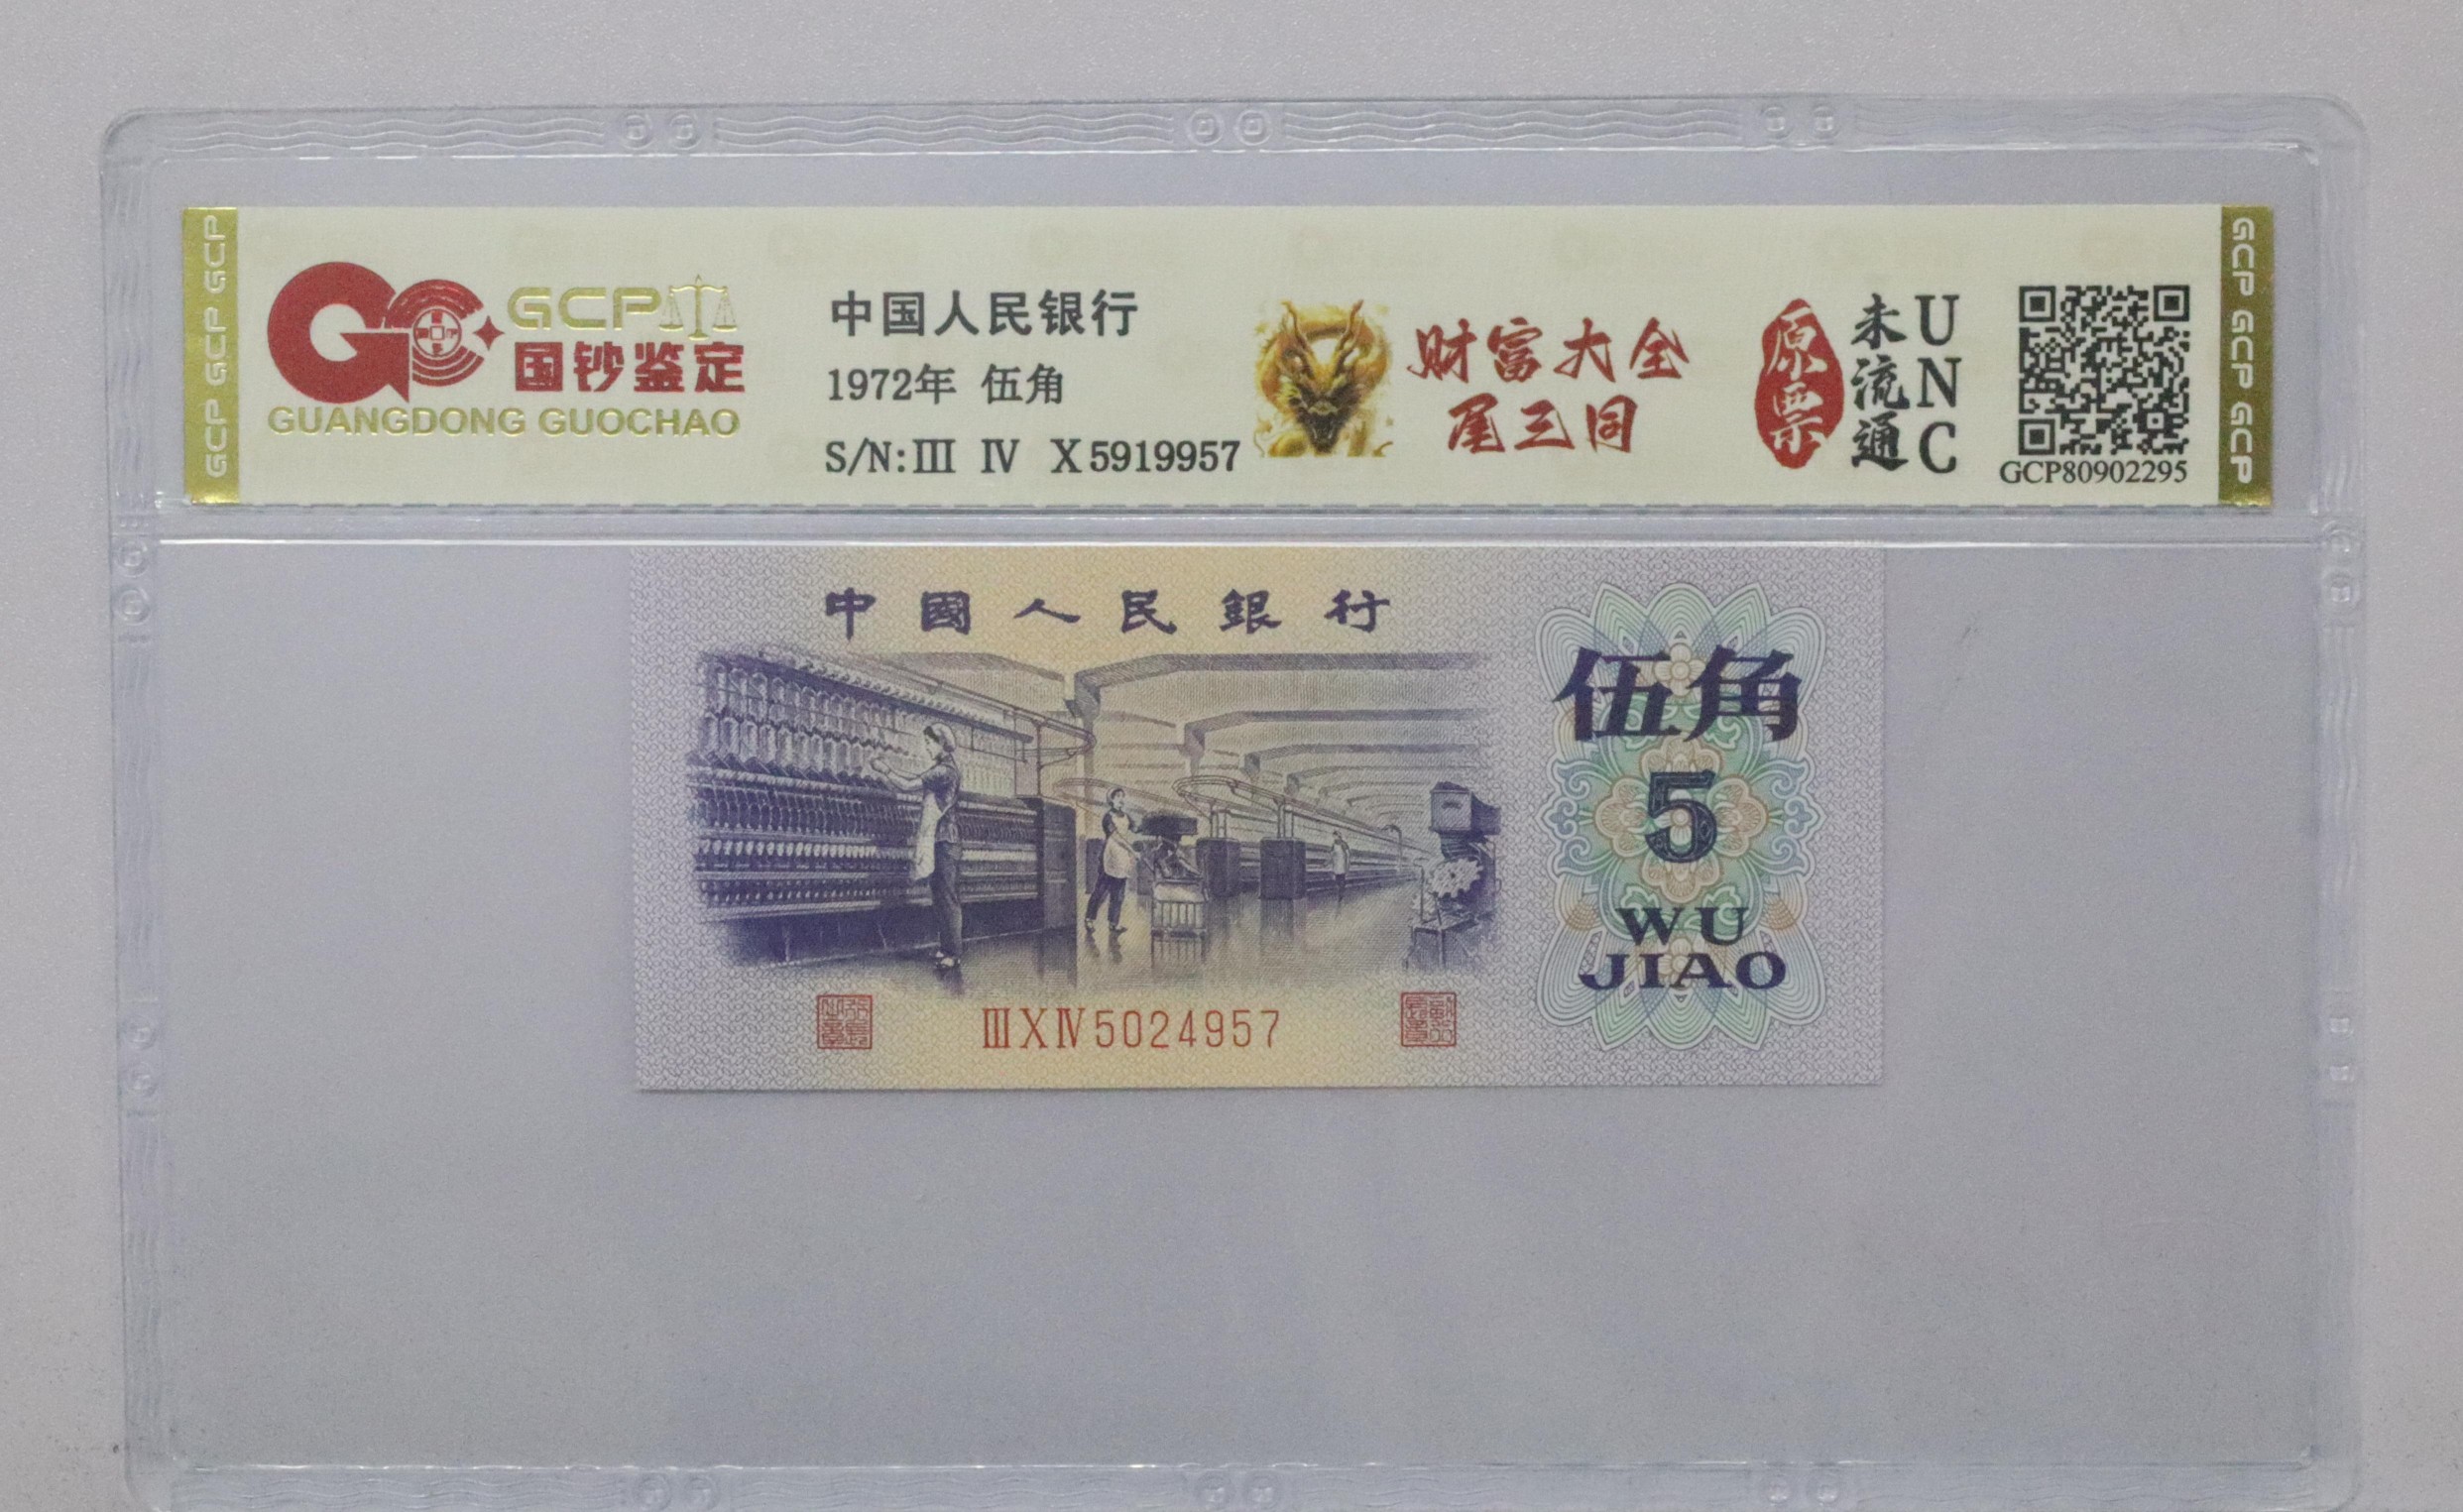 GCP GCP GCP
GCP
国钞鉴定
GUANGDONG GUOCHAO
中国人民银行
1972年 伍角
S/N:Ⅲ Ⅳ X5919957
财富大全
尾三同
原票
未流通
UNC
GCP80902295
GCP GCP GCP
中國人民銀行
伍角
5
WU
JIAO
ⅢXⅣ5024957